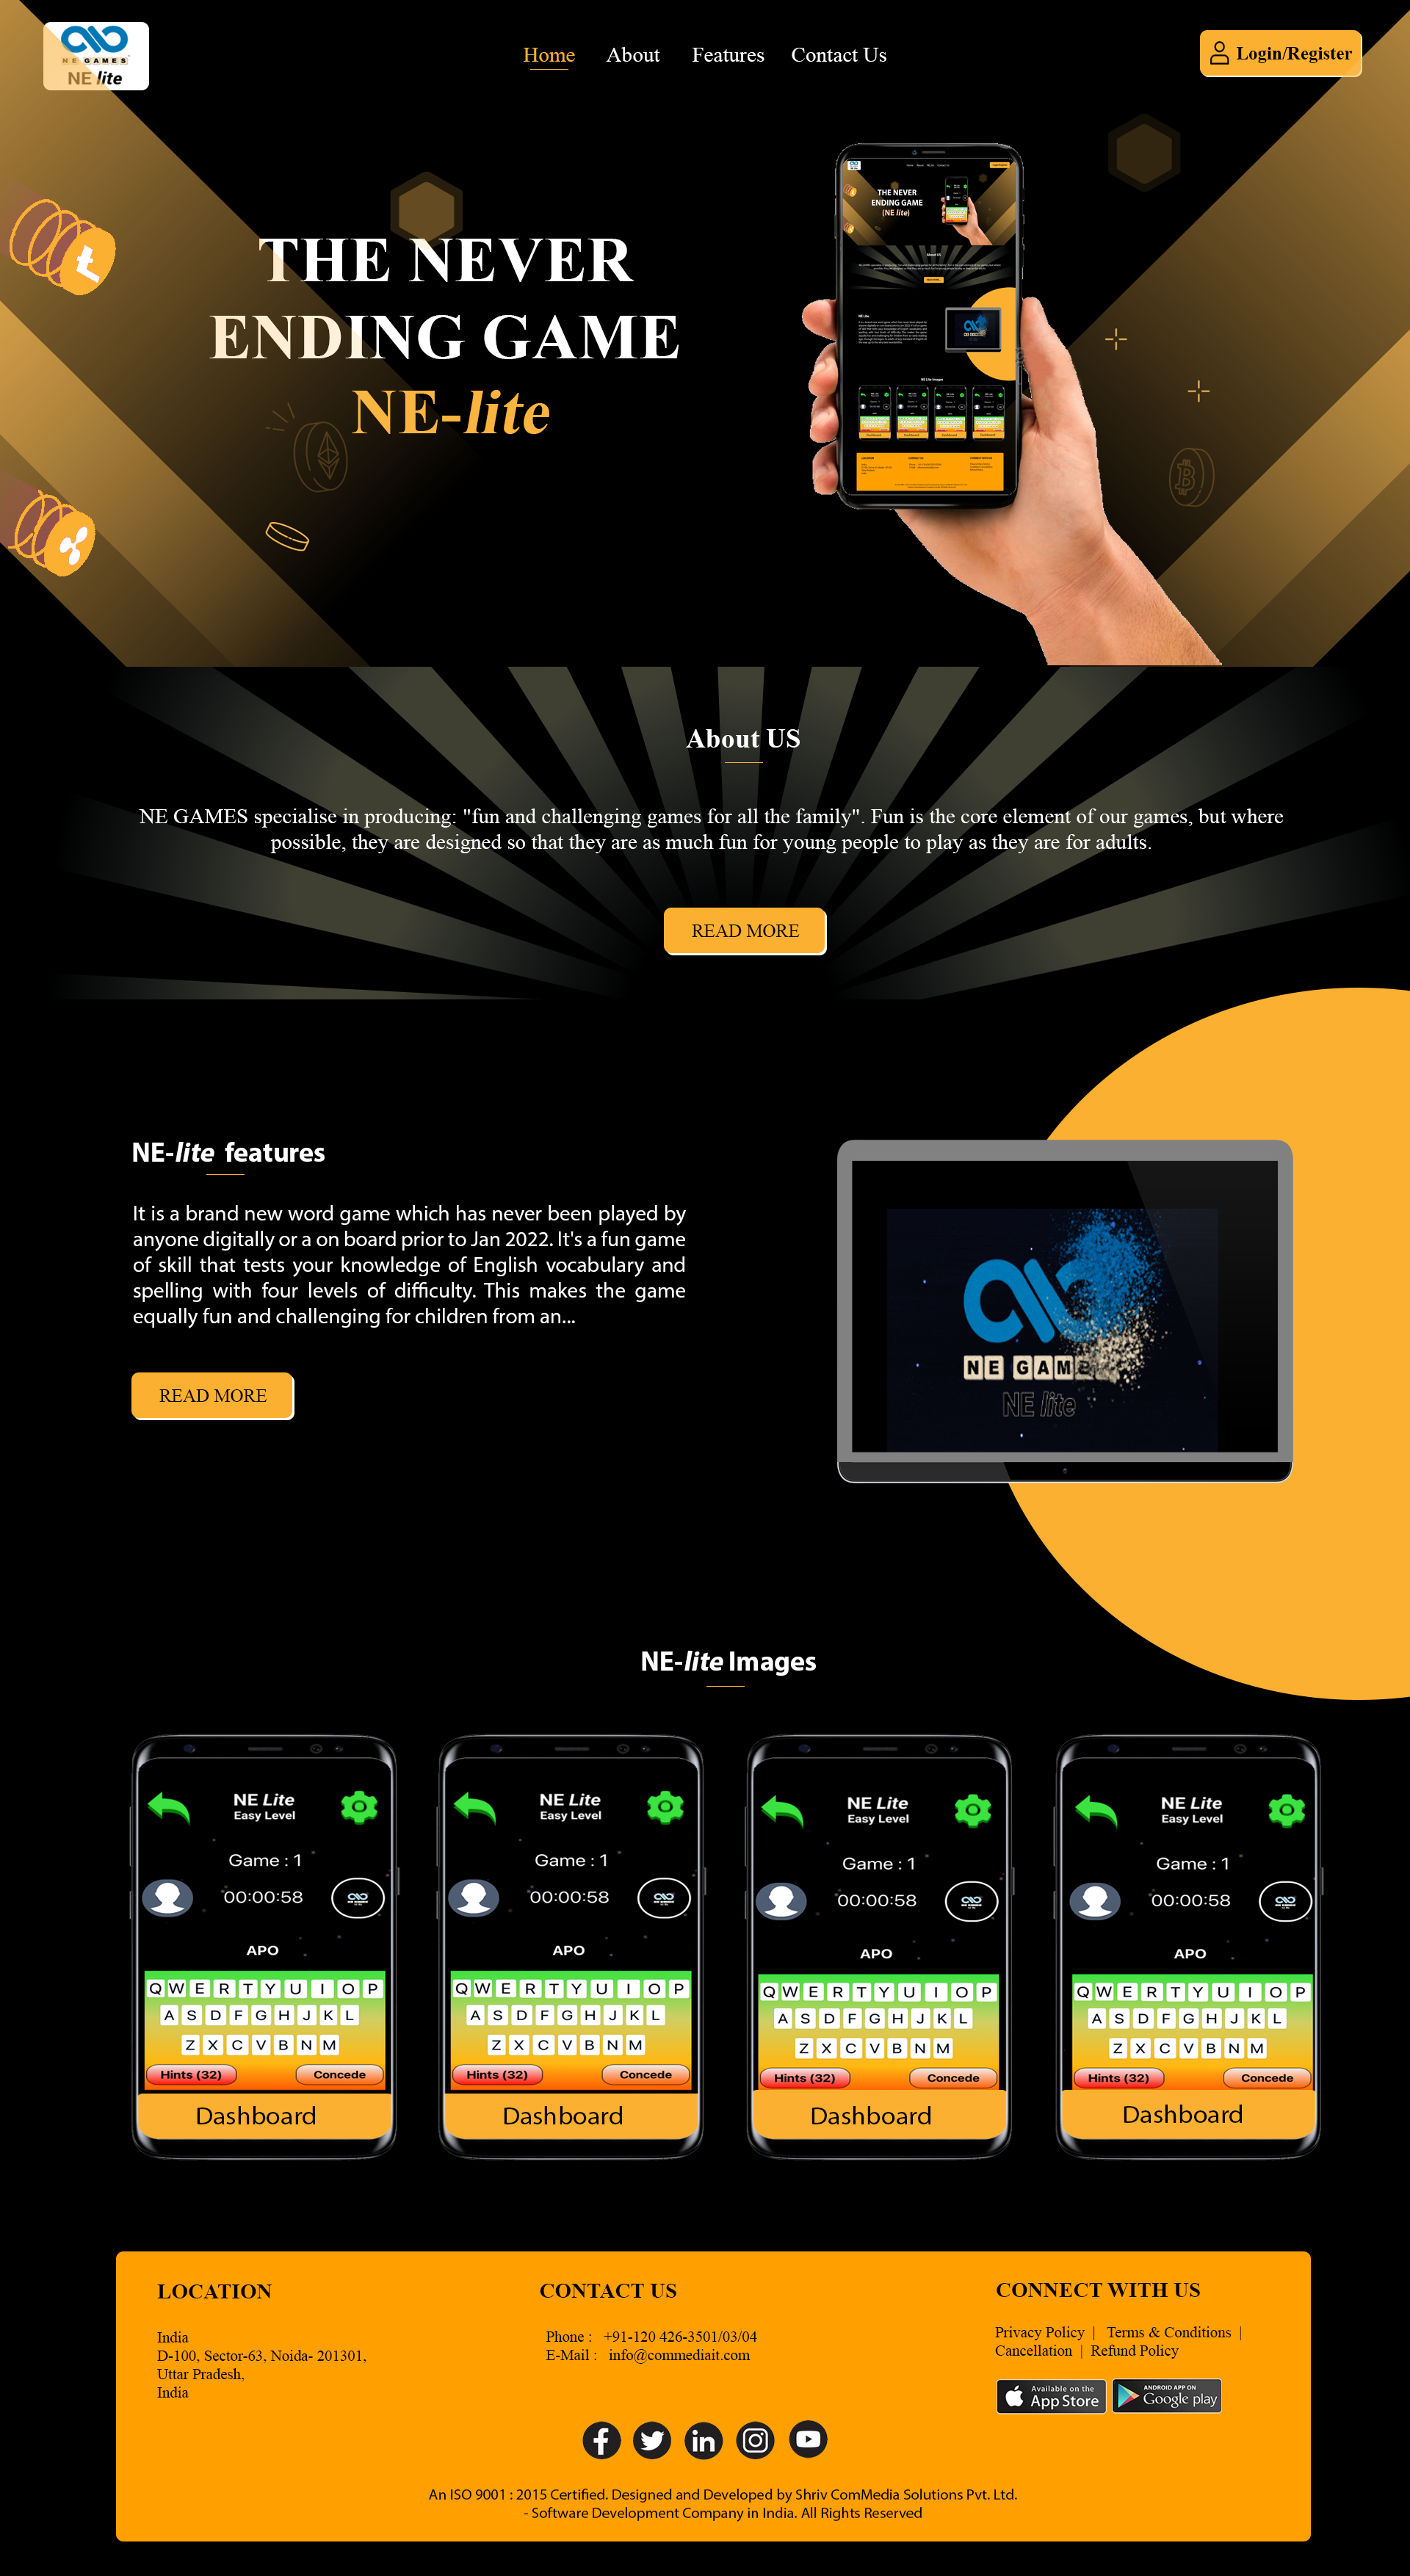 NE GAMES
NE lite
Home About Features Contact Us
Login/Register
THE NEVER
ENDING GAME
(NE lite)
THE NEVER
ENDING GAME
NE-lite
About US
NE GAMES specialise in producing: "fun and challenging games for all the family". Fun is the core element of our games, but where
possible, they are designed so that they are as much fun for young people to play as they are for adults.
READ MORE
NE-lite features
It is a brand new word game which has never been played by
anyone digitally or a on board prior to Jan 2022. It's a fun game
of skill that tests your knowledge of English vocabulary and
spelling with four levels of difficulty. This makes the game
equally fun and challenging for children from an...
READ MORE
NE GAM
NE lite
NE-lite Images
NE Lite
Easy Level
Game : 1
00:00:58
APO
Q W E R T Y U I O P
A S D F G H J K L
Z X C V B N M
Hints (32) Concede
Dashboard
NE Lite
Easy Level
Game : 1
00:00:58
APO
Q W E R T Y U I O P
A S D F G H J K L
Z X C V B N M
Hints (32) Concede
Dashboard
NE Lite
Easy Level
Game : 1
00:00:58
APO
Q W E R T Y U I O P
A S D F G H J K L
Z X C V B N M
Hints (32) Concede
Dashboard
NE Lite
Easy Level
Game : 1
00:00:58
APO
Q W E R T Y U I O P
A S D F G H J K L
Z X C V B N M
Hints (32) Concede
Dashboard
LOCATION
India
D-100, Sector-63, Noida- 201301,
Uttar Pradesh,
India
CONTACT US
Phone : +91-120 426-3501/03/04
E-Mail : info@commediait.com
CONNECT WITH US
Privacy Policy | Terms & Conditions |
Cancellation | Refund Policy
Available on the
App Store
ANDROID APP ON
Google play
An ISO 9001 : 2015 Certified. Designed and Developed by Shriv ComMedia Solutions Pvt. Ltd.
- Software Development Company in India. All Rights Reserved